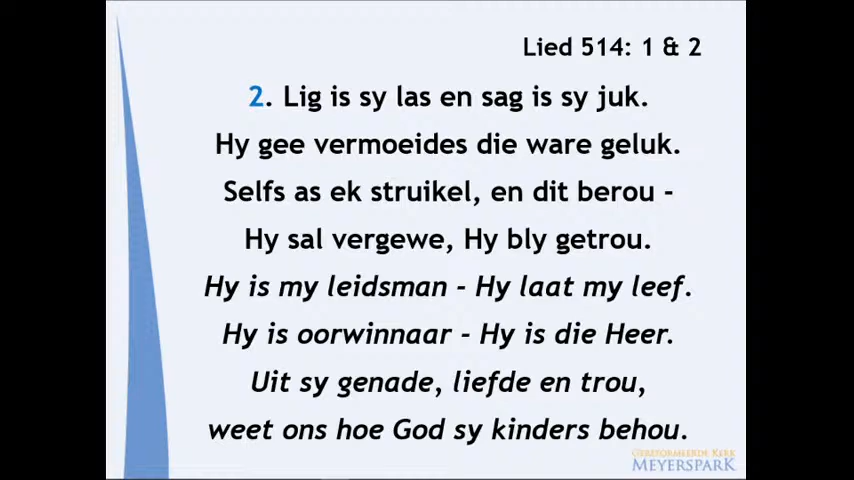 Lied 514: 1 & 2
2. Lig is sy las en sag is sy juk.
Hy gee vermoeides die ware geluk.
Selfs as ek struikel, en dit berou -
Hy sal vergewe, Hy bly getrou.
Hy is my leidsman - Hy laat my leef.
Hy is oorwinnaar - Hy is die Heer.
Uit sy genade, liefde en trou,
weet ons hoe God sy kinders behou.
GEREFORMEERDE KERK
MEYERSPARK